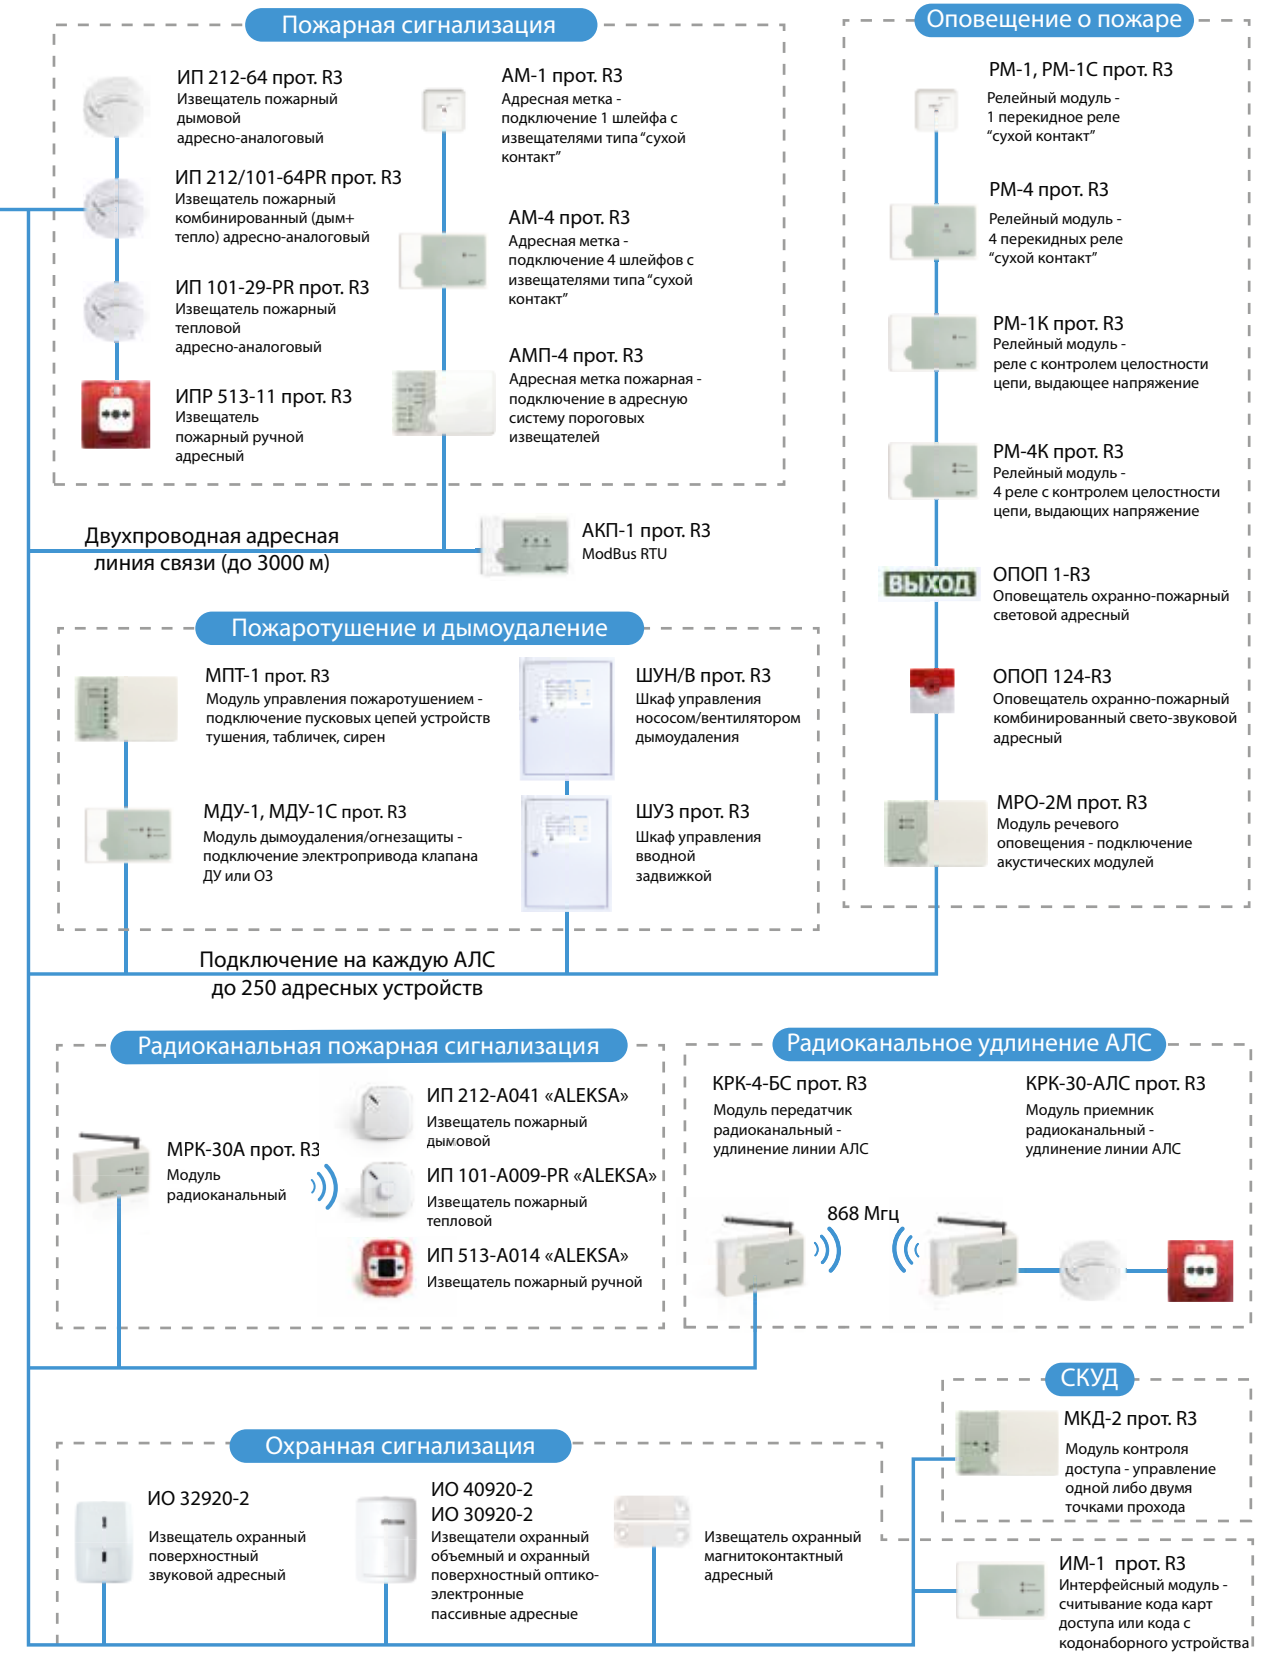 Пожарная сигнализация
ИП 212-64 прот. R3
Извещатель пожарный
дымовой
адресно-аналоговый
ИП 212/101-64PR прот. R3
Извещатель пожарный
комбинированный (дым+
тепло) адресно-аналоговый
ИП 101-29-PR прот. R3
Извещатель пожарный
тепловой
адресно-аналоговый
ИПР 513-11 прот. R3
Извещатель
пожарный ручной
адресный
АМ-1 прот. R3
Адресная метка -
подключение 1 шлейфа с
извещателями типа “сухой
контакт”
АМ-4 прот. R3
Адресная метка -
подключение 4 шлейфов с
извещателями типа “сухой
контакт”
АМП-4 прот. R3
Адресная метка пожарная -
подключение в адресную
систему пороговых
извещателей
Двухпроводная адресная
линия связи (до 3000 м)
АКП-1 прот. R3
ModBus RTU
Оповещение о пожаре
РМ-1, РМ-1С прот. R3
Релейный модуль -
1 перекидное реле
“сухой контакт”
РМ-4 прот. R3
Релейный модуль -
4 перекидных реле
“сухой контакт”
РМ-1К прот. R3
Релейный модуль -
реле с контролем целостности
цепи, выдающее напряжение
РМ-4К прот. R3
Релейный модуль -
4 реле с контролем целостности
цепи, выдающих напряжение
ВЫХОД
ОПОП 1-R3
Оповещатель охранно-пожарный
световой адресный
ОПОП 124-R3
Оповещатель охранно-пожарный
комбинированный свето-звуковой
адресный
МРО-2М прот. R3
Модуль речевого
оповещения - подключение
акустических модулей
Пожаротушение и дымоудаление
МПТ-1 прот. R3
Модуль управления пожаротушением -
подключение пусковых цепей устройств
тушения, табличек, сирен
МДУ-1, МДУ-1С прот. R3
Модуль дымоудаления/огнезащиты -
подключение электропривода клапана
ДУ или ОЗ
ШУН/В прот. R3
Шкаф управления
нососом/вентилятором
дымоудаления
ШУЗ прот. R3
Шкаф управления
вводной
задвижкой
Подключение на каждую АЛС
до 250 адресных устройств
Радиоканальная пожарная сигнализация
МРК-30А прот. R3
Модуль
радиоканальный
ИП 212-А041 «ALEKSA»
Извещатель пожарный
дымовой
ИП 101-А009-PR «ALEKSA»
Извещатель пожарный
тепловой
ИП 513-А014 «ALEKSA»
Извещатель пожарный ручной
Радиоканальное удлинение АЛС
КРК-4-БС прот. R3
Модуль передатчик
радиоканальный -
удлинение линии АЛС
КРК-30-АЛС прот. R3
Модуль приемник
радиоканальный -
удлинение линии АЛС
868 Мгц
СКУД
МКД-2 прот. R3
Модуль контроля
доступа - управление
одной либо двумя
точками прохода
Охранная сигнализация
ИО 32920-2
Извещатель охранный
поверхностный
звуковой адресный
ИО 40920-2
ИО 30920-2
Извещатели охранный
объемный и охранный
поверхностный оптико-
электронные
пассивные адресные
Извещатель охранный
магнитоконтактный
адресный
ИМ-1 прот. R3
Интерфейсный модуль -
считывание кода карт
доступа или кода с
кодонаборного устройства